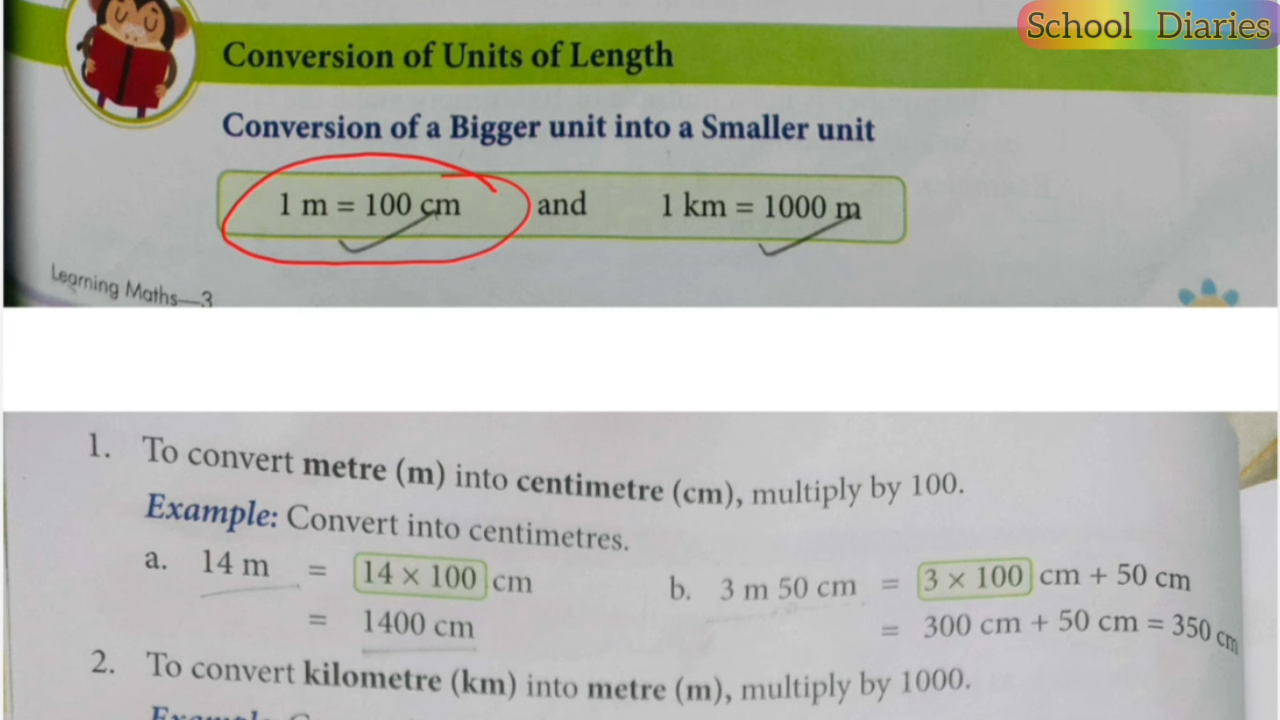 School Diaries
Conversion of Units of Length
Conversion of a Bigger unit into a Smaller unit
1 m = 100 cm and 1 km = 1000 m
Learning Maths—3
1. To convert metre (m) into centimetre (cm), multiply by 100.
Example: Convert into centimetres.
a. 14 m = 14 × 100 cm b. 3 m 50 cm = 3 × 100 cm + 50 cm
= 1400 cm = 300 cm + 50 cm = 350 cm
2. To convert kilometre (km) into metre (m), multiply by 1000.